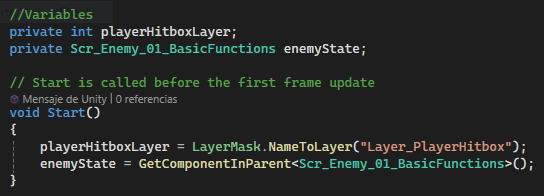 //Variables
private int playerHitboxLayer;
private Scr_Enemy_01_BasicFunctions enemyState;
// Start is called before the first frame update
Mensaje de Unity | 0 referencias
void Start()
{
playerHitboxLayer = LayerMask.NameToLayer("Layer_PlayerHitbox");
enemyState = GetComponentInParent<Scr_Enemy_01_BasicFunctions>();
}